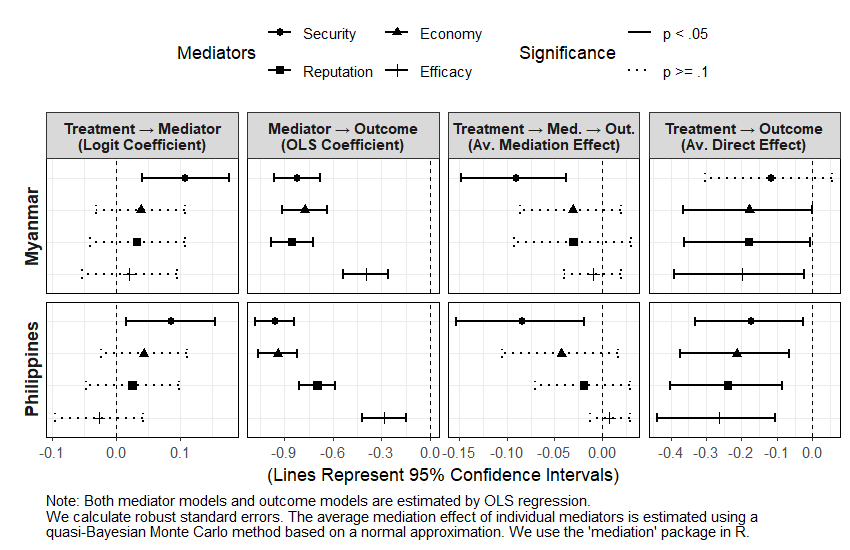 Mediators
Security
Economy
Reputation
Efficacy
Significance
p < .05
p >= .1
Treatment → Mediator
(Logit Coefficient)
Mediator → Outcome
(OLS Coefficient)
Treatment → Med. → Out.
(Av. Mediation Effect)
Treatment → Outcome
(Av. Direct Effect)
Myanmar
Philippines
-0.1 0.0 0.1
-0.9 -0.6 -0.3 0.0
-0.15 -0.10 -0.05 0.00
-0.4 -0.3 -0.2 -0.1 0.0
(Lines Represent 95% Confidence Intervals)
Note: Both mediator models and outcome models are estimated by OLS regression.
We calculate robust standard errors. The average mediation effect of individual mediators is estimated using a
quasi-Bayesian Monte Carlo method based on a normal approximation. We use the 'mediation' package in R.